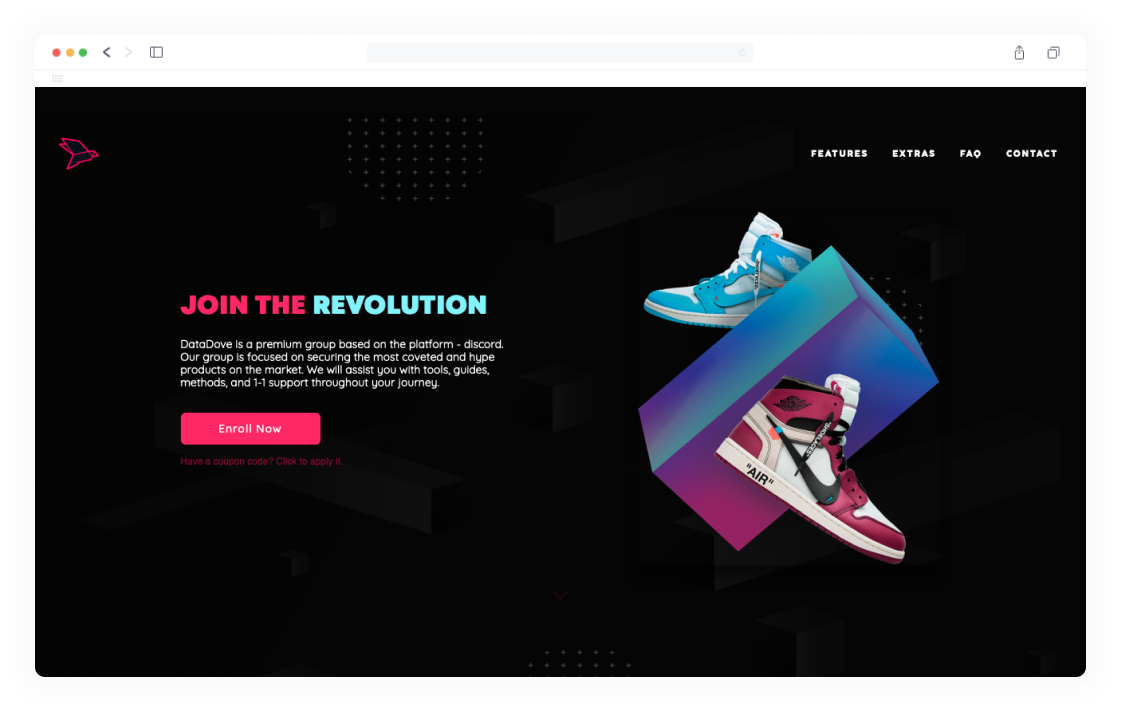 FEATURES EXTRAS FAQ CONTACT
JOIN THE REVOLUTION
DataDove is a premium group based on the platform - discord.
Our group is focused on securing the most coveted and hype
products on the market. We will assist you with tools, guides,
methods, and 1-1 support throughout your journey.
Enroll Now
Have a coupon code? Click to apply it.
"SHOELACES"
"AIR"